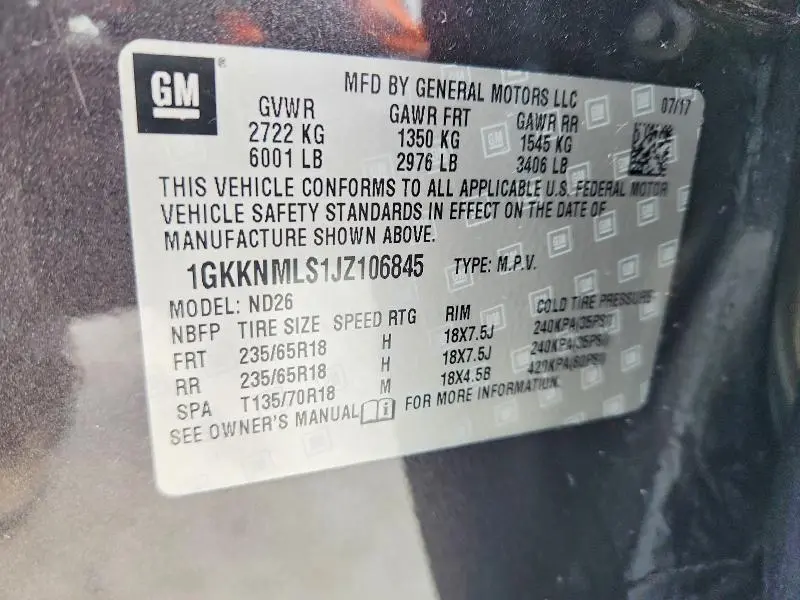 GM
MFD BY GENERAL MOTORS LLC 07/17
GVWR GAWR FRT GAWR RR
2722 KG 1350 KG 1545 KG
6001 LB 2976 LB 3406 LB
THIS VEHICLE CONFORMS TO ALL APPLICABLE U.S. FEDERAL MOTOR
VEHICLE SAFETY STANDARDS IN EFFECT ON THE DATE OF
MANUFACTURE SHOWN ABOVE.
1GKKNMLS1JZ106845 TYPE: M.P.V.
MODEL: ND26
NBFP TIRE SIZE SPEED RTG RIM COLD TIRE PRESSURE
FRT 235/65R18 H 18X7.5J 240KPA(35PSI)
RR 235/65R18 H 18X7.5J 240KPA(35PSI)
SPA T135/70R18 M 18X4.5B 420KPA(60PSI)
SEE OWNER'S MANUAL FOR MORE INFORMATION.